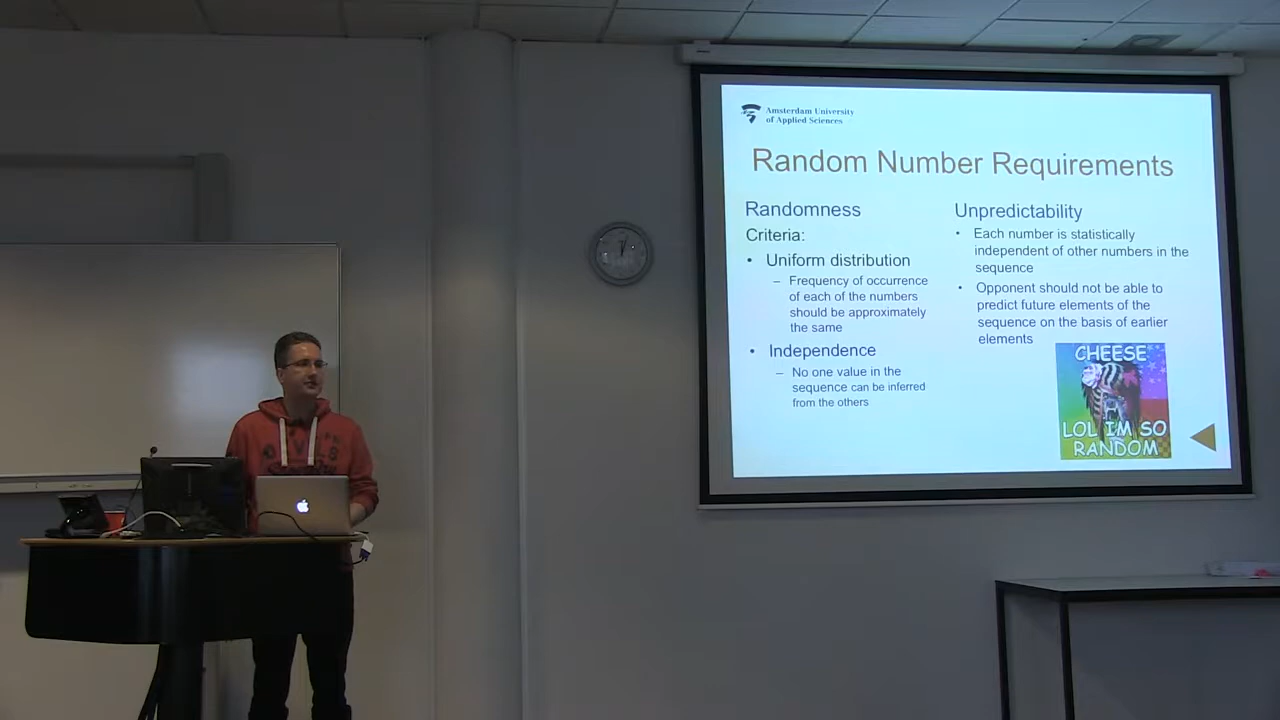 Amsterdam University
of Applied Sciences
Random Number Requirements
Randomness
Criteria:
• Uniform distribution
– Frequency of occurrence
of each of the numbers
should be approximately
the same
• Independence
– No one value in the
sequence can be inferred
from the others
Unpredictability
• Each number is statistically
independent of other numbers in the
sequence
• Opponent should not be able to
predict future elements of the
sequence on the basis of earlier
elements
CHEESE
LOL IM SO
RANDOM